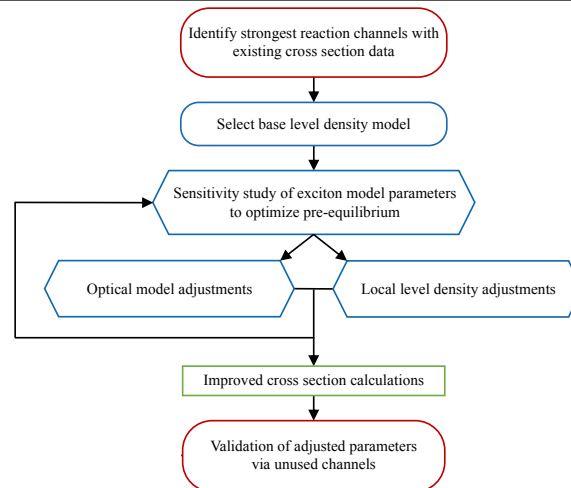 Identify strongest reaction channels with
existing cross section data
Select base level density model
Sensitivity study of exciton model parameters
to optimize pre-equilibrium
Optical model adjustments
Local level density adjustments
Improved cross section calculations
Validation of adjusted parameters
via unused channels